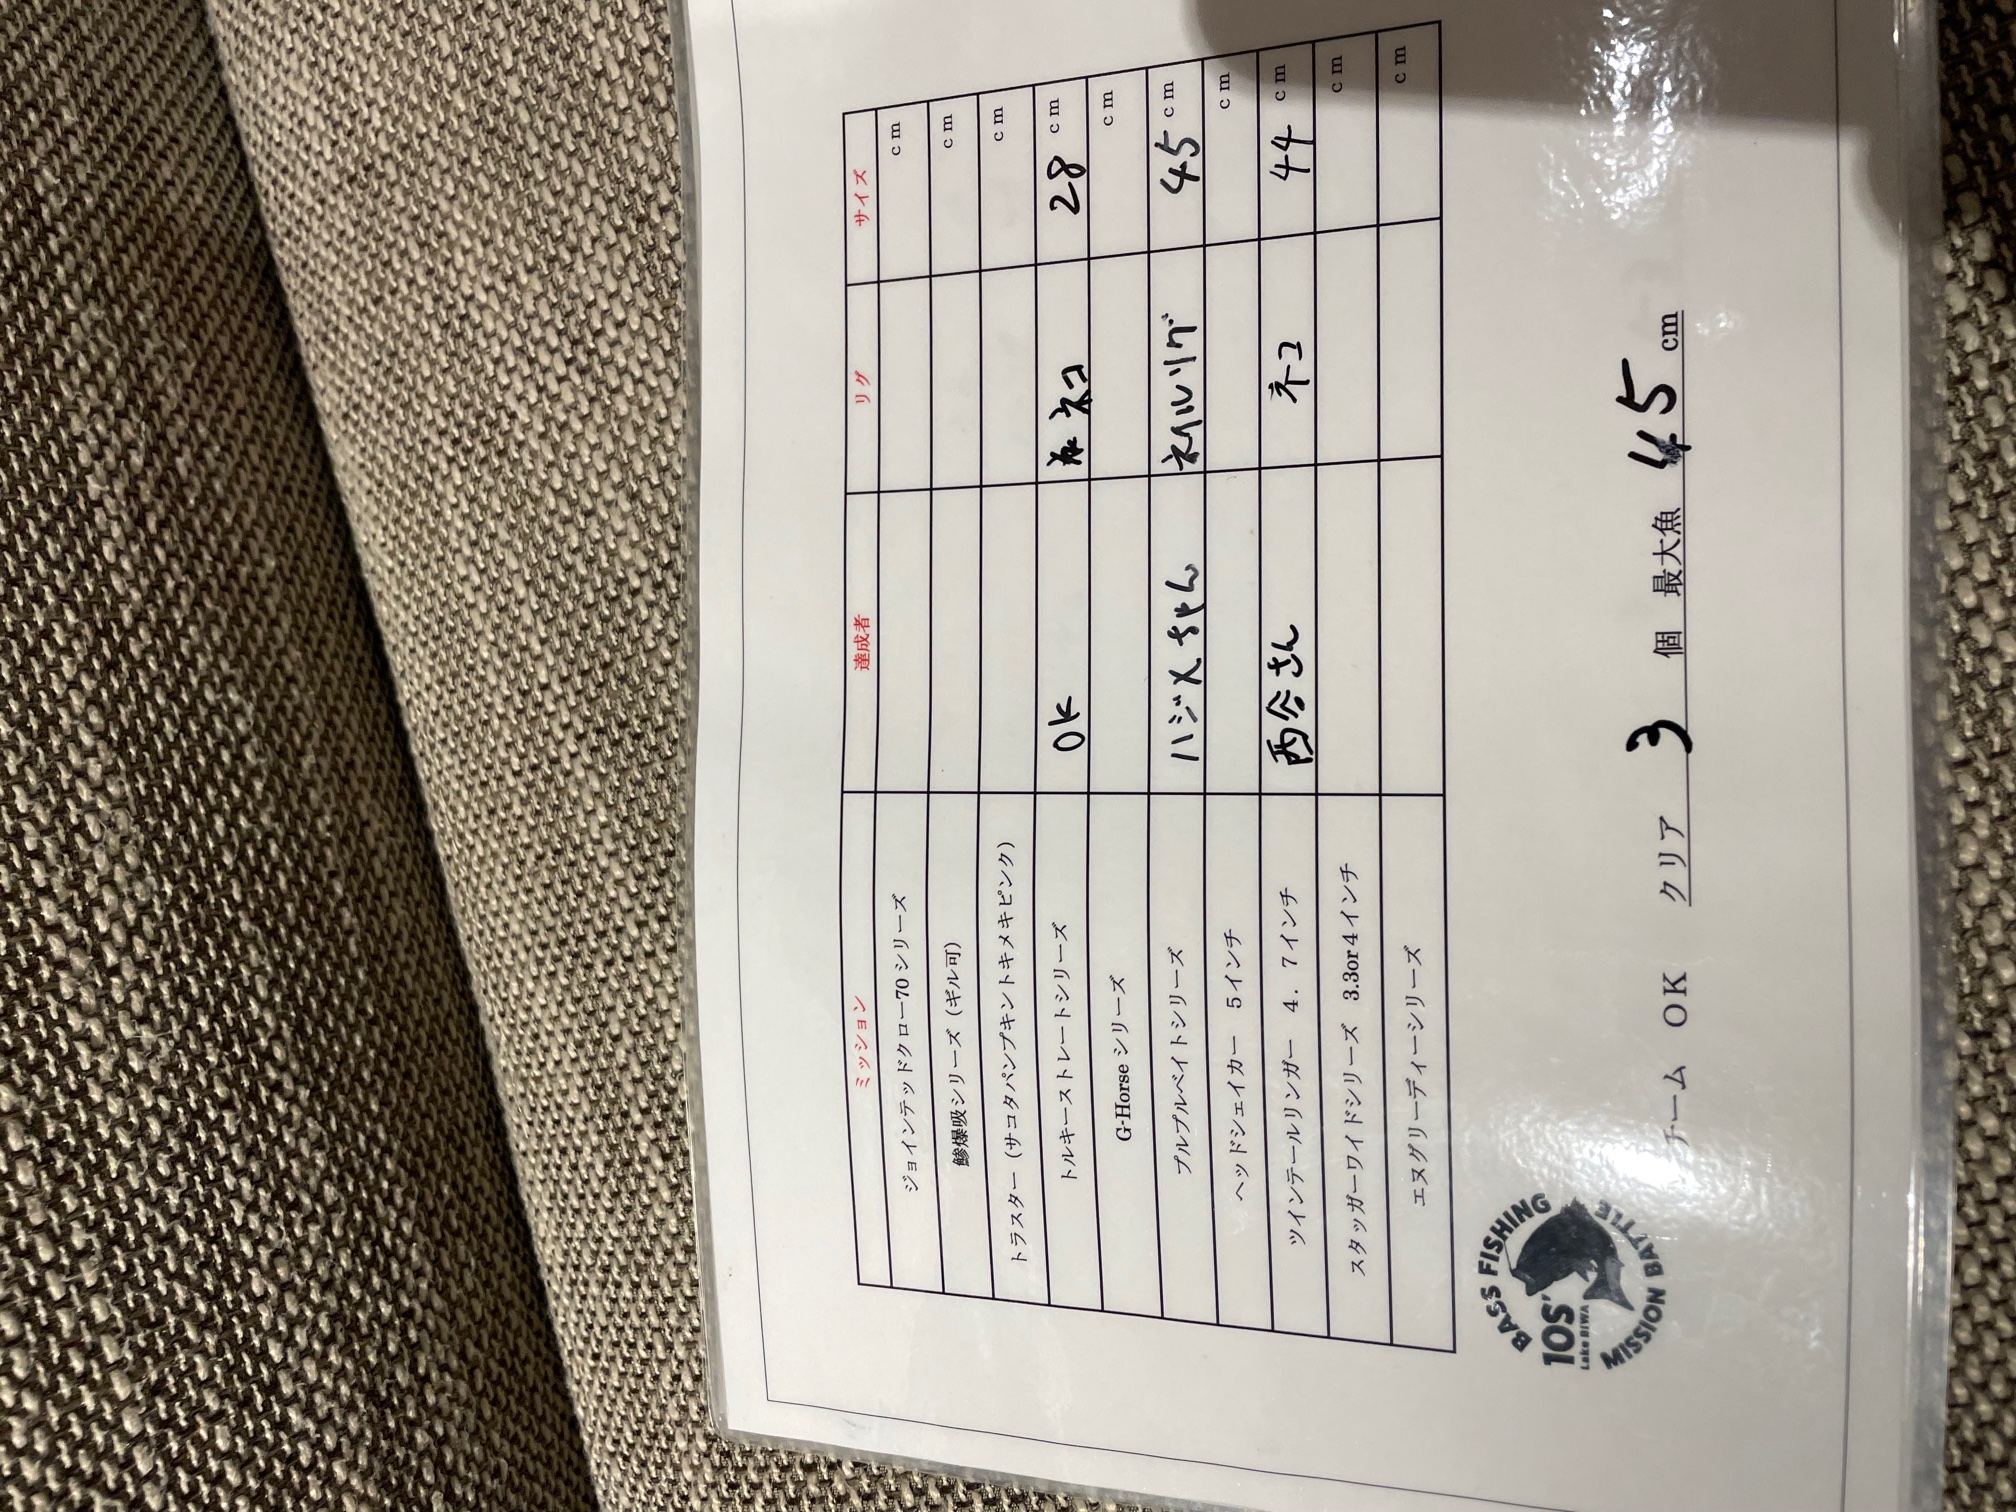 ミッション 達成者 リグ サイズ
ジョインテッドクロー70シリーズ cm
鯵爆吸シリーズ（ギル可） cm
トラスター（サコタパンプキントキメキピンク） cm
トルキーストレートシリーズ OK ネコ 28 cm
G-Horseシリーズ cm
プルプルベイトシリーズ ハジメちゃん ネイルリグ 45 cm
ヘッドシェイカー 5インチ cm
ツインテールリンガー 4.7インチ 西谷さん ネコ 44 cm
スタッガーワイドシリーズ 3.3or4インチ cm
エヌグリーディーシリーズ cm
チーム OK クリア 3 個 最大魚 45 cm
BASS FISHING
10S'
Lake BIWA
MISSION BATTLE